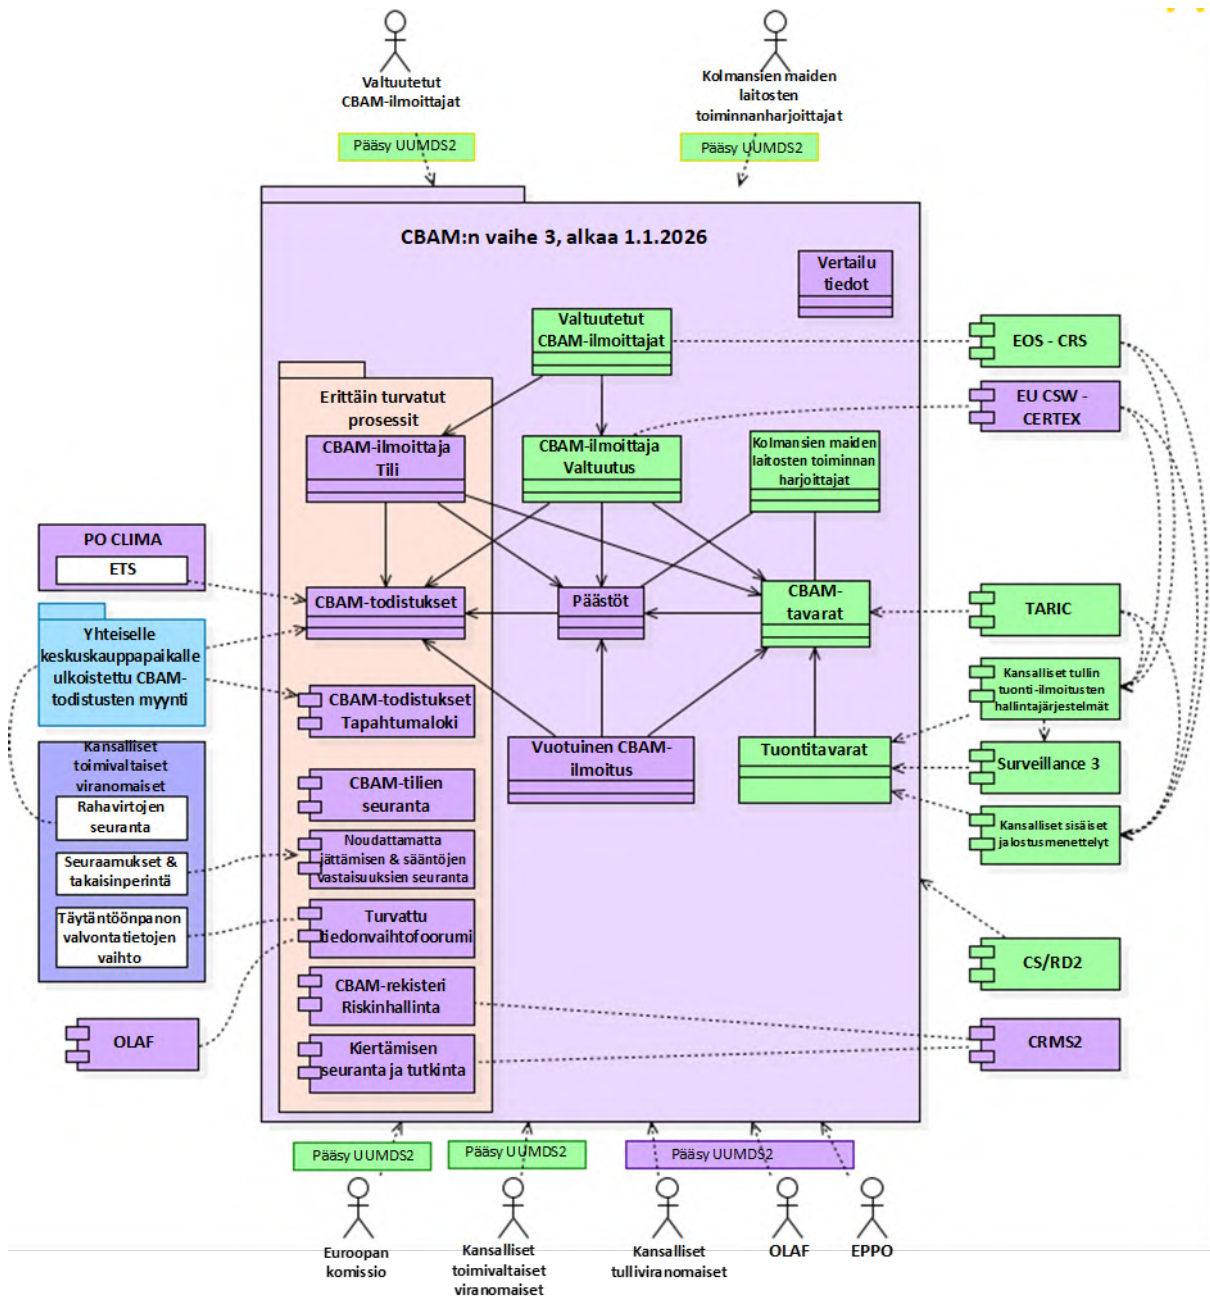 Valtuutetut
CBAM-ilmoittajat
Kolmansien maiden
laitosten
toiminnanharjoittajat
Pääsy UUMDS2
Pääsy UUMDS2
CBAM:n vaihe 3, alkaa 1.1.2026
Vertailu
tiedot
Valtuutetut
CBAM-ilmoittajat
EOS - CRS
EU CSW -
CERTEX
Erittäin turvatut
prosessit
CBAM-ilmoittaja
Tili
CBAM-ilmoittaja
Valtuutus
Kolmansien maiden
laitosten toiminnan
harjoittajat
PO CLIMA
ETS
CBAM-todistukset
Päästöt
CBAM-
tavarat
TARIC
Yhteiselle
keskuskauppapaikalle
ulkoistettu CBAM-
todistusten myynti
CBAM-todistukset
Tapahtumaloki
Kansalliset tullin
tuonti-ilmoitusten
hallintajärjestelmät
Vuotuinen CBAM-
ilmoitus
Tuontitavarat
Surveillance 3
Kansalliset
toimivaltaiset
viranomaiset
Rahavirtojen
seuranta
CBAM-tilien
seuranta
Kansalliset sisäiset
jalostusmenettelyt
Seuraamukset &
takaisinperintä
Noudattamatta
jättämisen & sääntöjen
vastaisuuksien seuranta
Täytäntöönpanon
valvontatietojen
vaihto
Turvattu
tiedonvaihtofoorumi
CS/RD2
CBAM-rekisteri
Riskinhallinta
OLAF
Kiertämisen
seuranta ja tutkinta
CRMS2
Pääsy UUMDS2
Pääsy UUMDS2
Pääsy UUMDS2
Euroopan
komissio
Kansalliset
toimivaltaiset
viranomaiset
Kansalliset
tulliviranomaiset
OLAF
EPPO